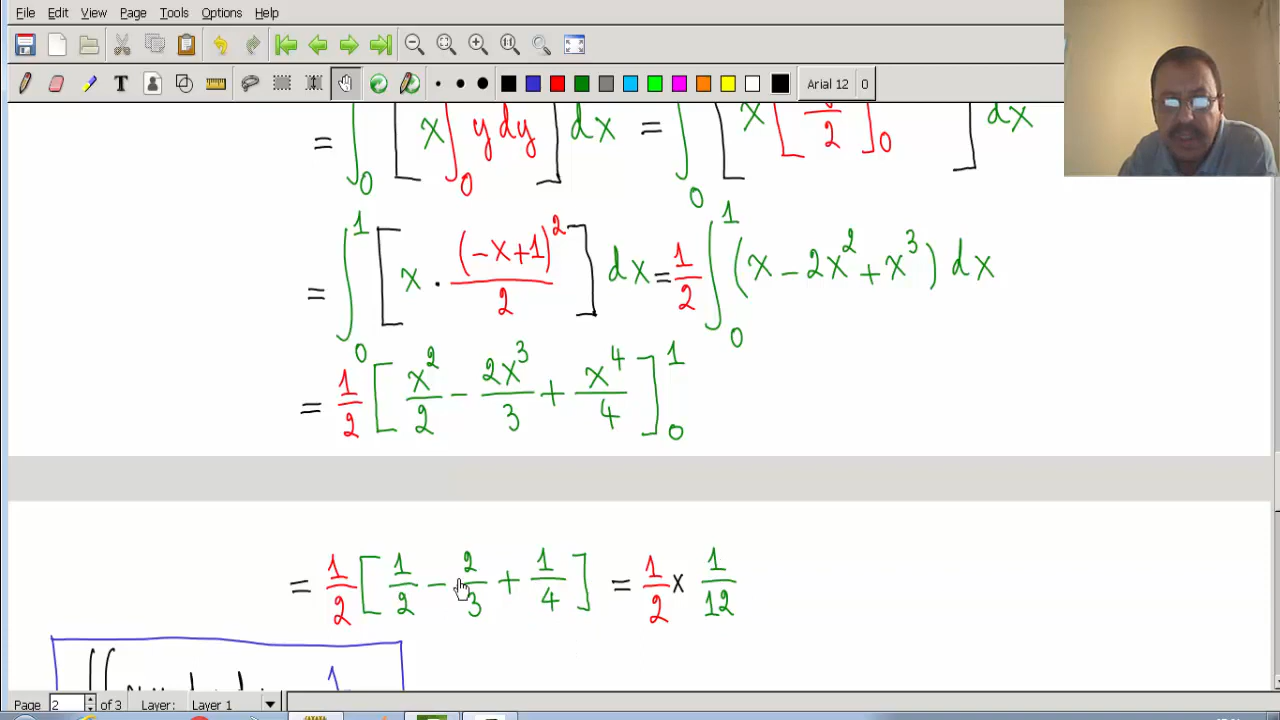 File Edit View Page Tools Options Help
Arial 12 0
= ∫₀ [x ∫₀ y dy] dx = ∫₀ [x [ /2]₀ ] dx
= ∫₀¹ [x · (-x+1)²/2] dx = 1/2 ∫₀¹ (x - 2x² + x³) dx
= 1/2 [x²/2 - 2x³/3 + x⁴/4]₀¹
= 1/2 [1/2 - 2/3 + 1/4] = 1/2 x 1/12
∬ 1
Page 2 of 3 Layer: Layer 1